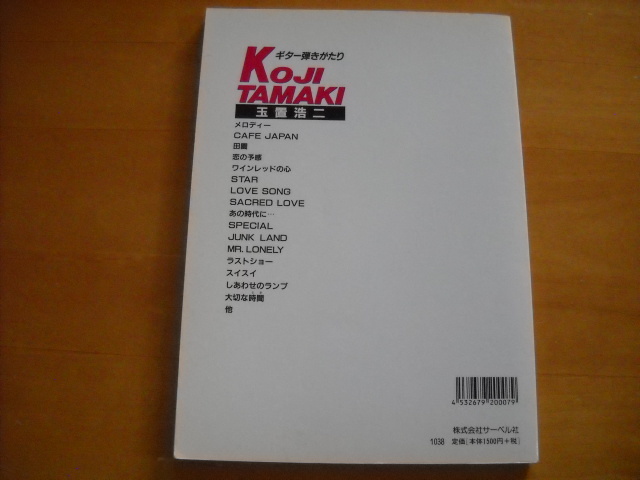 ギター弾きがたり
KOJI
TAMAKI
玉置浩二
メロディー
CAFE JAPAN
田園
恋の予感
ワインレッドの心
STAR
LOVE SONG
SACRED LOVE
あの時代に…
SPECIAL
JUNK LAND
MR. LONELY
ラストショー
スイスイ
しあわせのランプ
大切な時間
他
4532679200079
株式会社サーベル社
1038 定価[本体1500円+税]